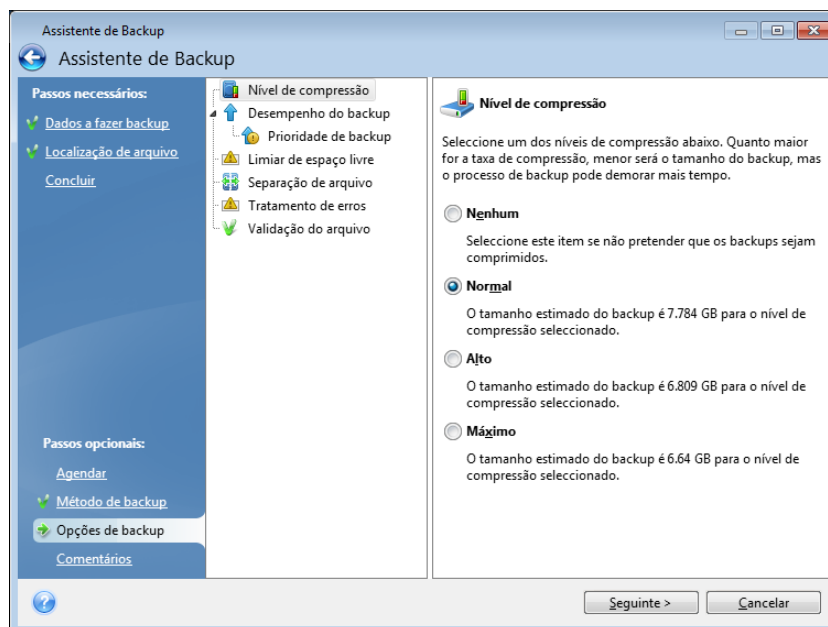 Assistente de Backup
Assistente de Backup
Passos necessários:
Dados a fazer backup
Localização de arquivo
Concluir
Passos opcionais:
Agendar
Método de backup
Opções de backup
Comentários
Nível de compressão
Desempenho do backup
Prioridade de backup
Limiar de espaço livre
Separação de arquivo
Tratamento de erros
Validação do arquivo
Nível de compressão
Seleccione um dos níveis de compressão abaixo. Quanto maior
for a taxa de compressão, menor será o tamanho do backup, mas
o processo de backup pode demorar mais tempo.
Nenhum
Seleccione este item se não pretender que os backups sejam
comprimidos.
Normal
O tamanho estimado do backup é 7.784 GB para o nível de
compressão seleccionado.
Alto
O tamanho estimado do backup é 6.809 GB para o nível de
compressão seleccionado.
Máximo
O tamanho estimado do backup é 6.64 GB para o nível de
compressão seleccionado.
Seguinte >
Cancelar